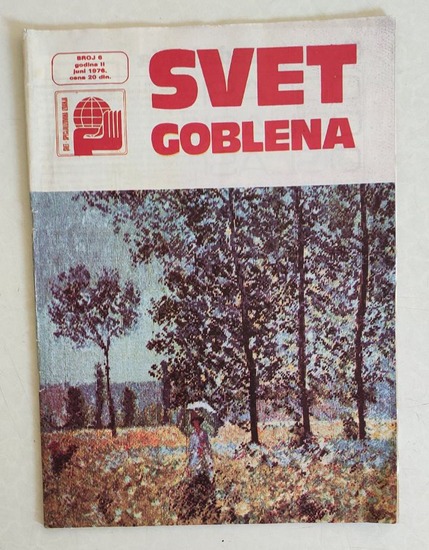 BROJ 6
godina II
juni 1976.
cena 20 din.
SVET
GOBLENA